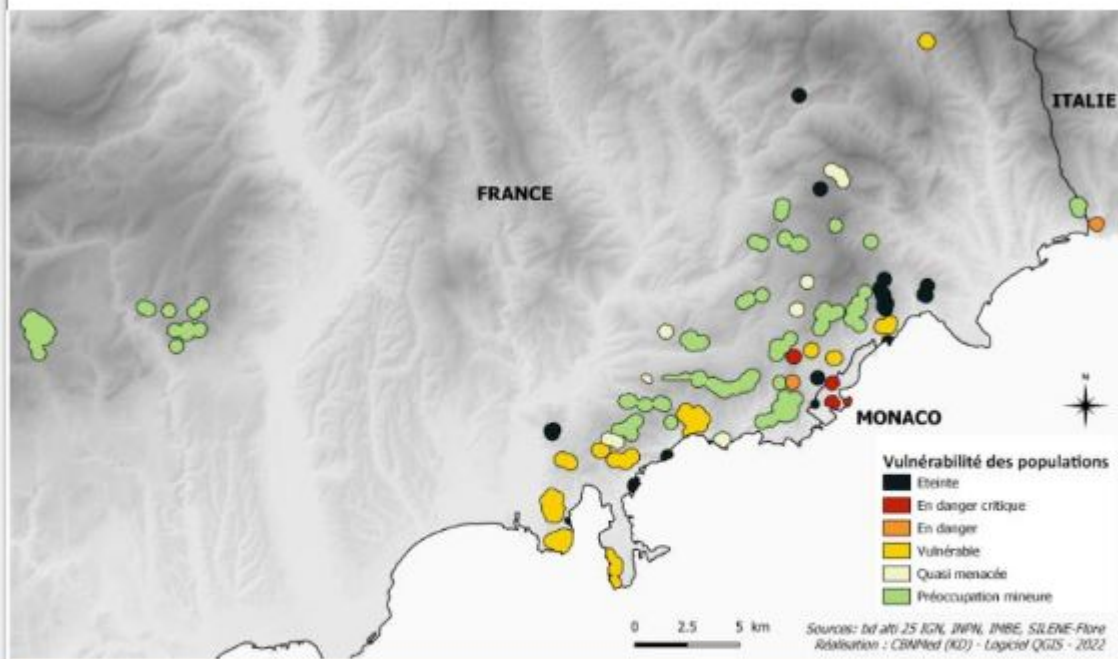 ITALIE
FRANCE
MONACO
N
Vulnérabilité des populations
Eteinte
En danger critique
En danger
Vulnérable
Quasi menacée
Préoccupation mineure
0 2.5 5 km
Sources: bd alti 25 IGN, INPN, IMBE, SILENE-Flore
Réalisation : CBNMed (KD) - Logiciel QGIS - 2022